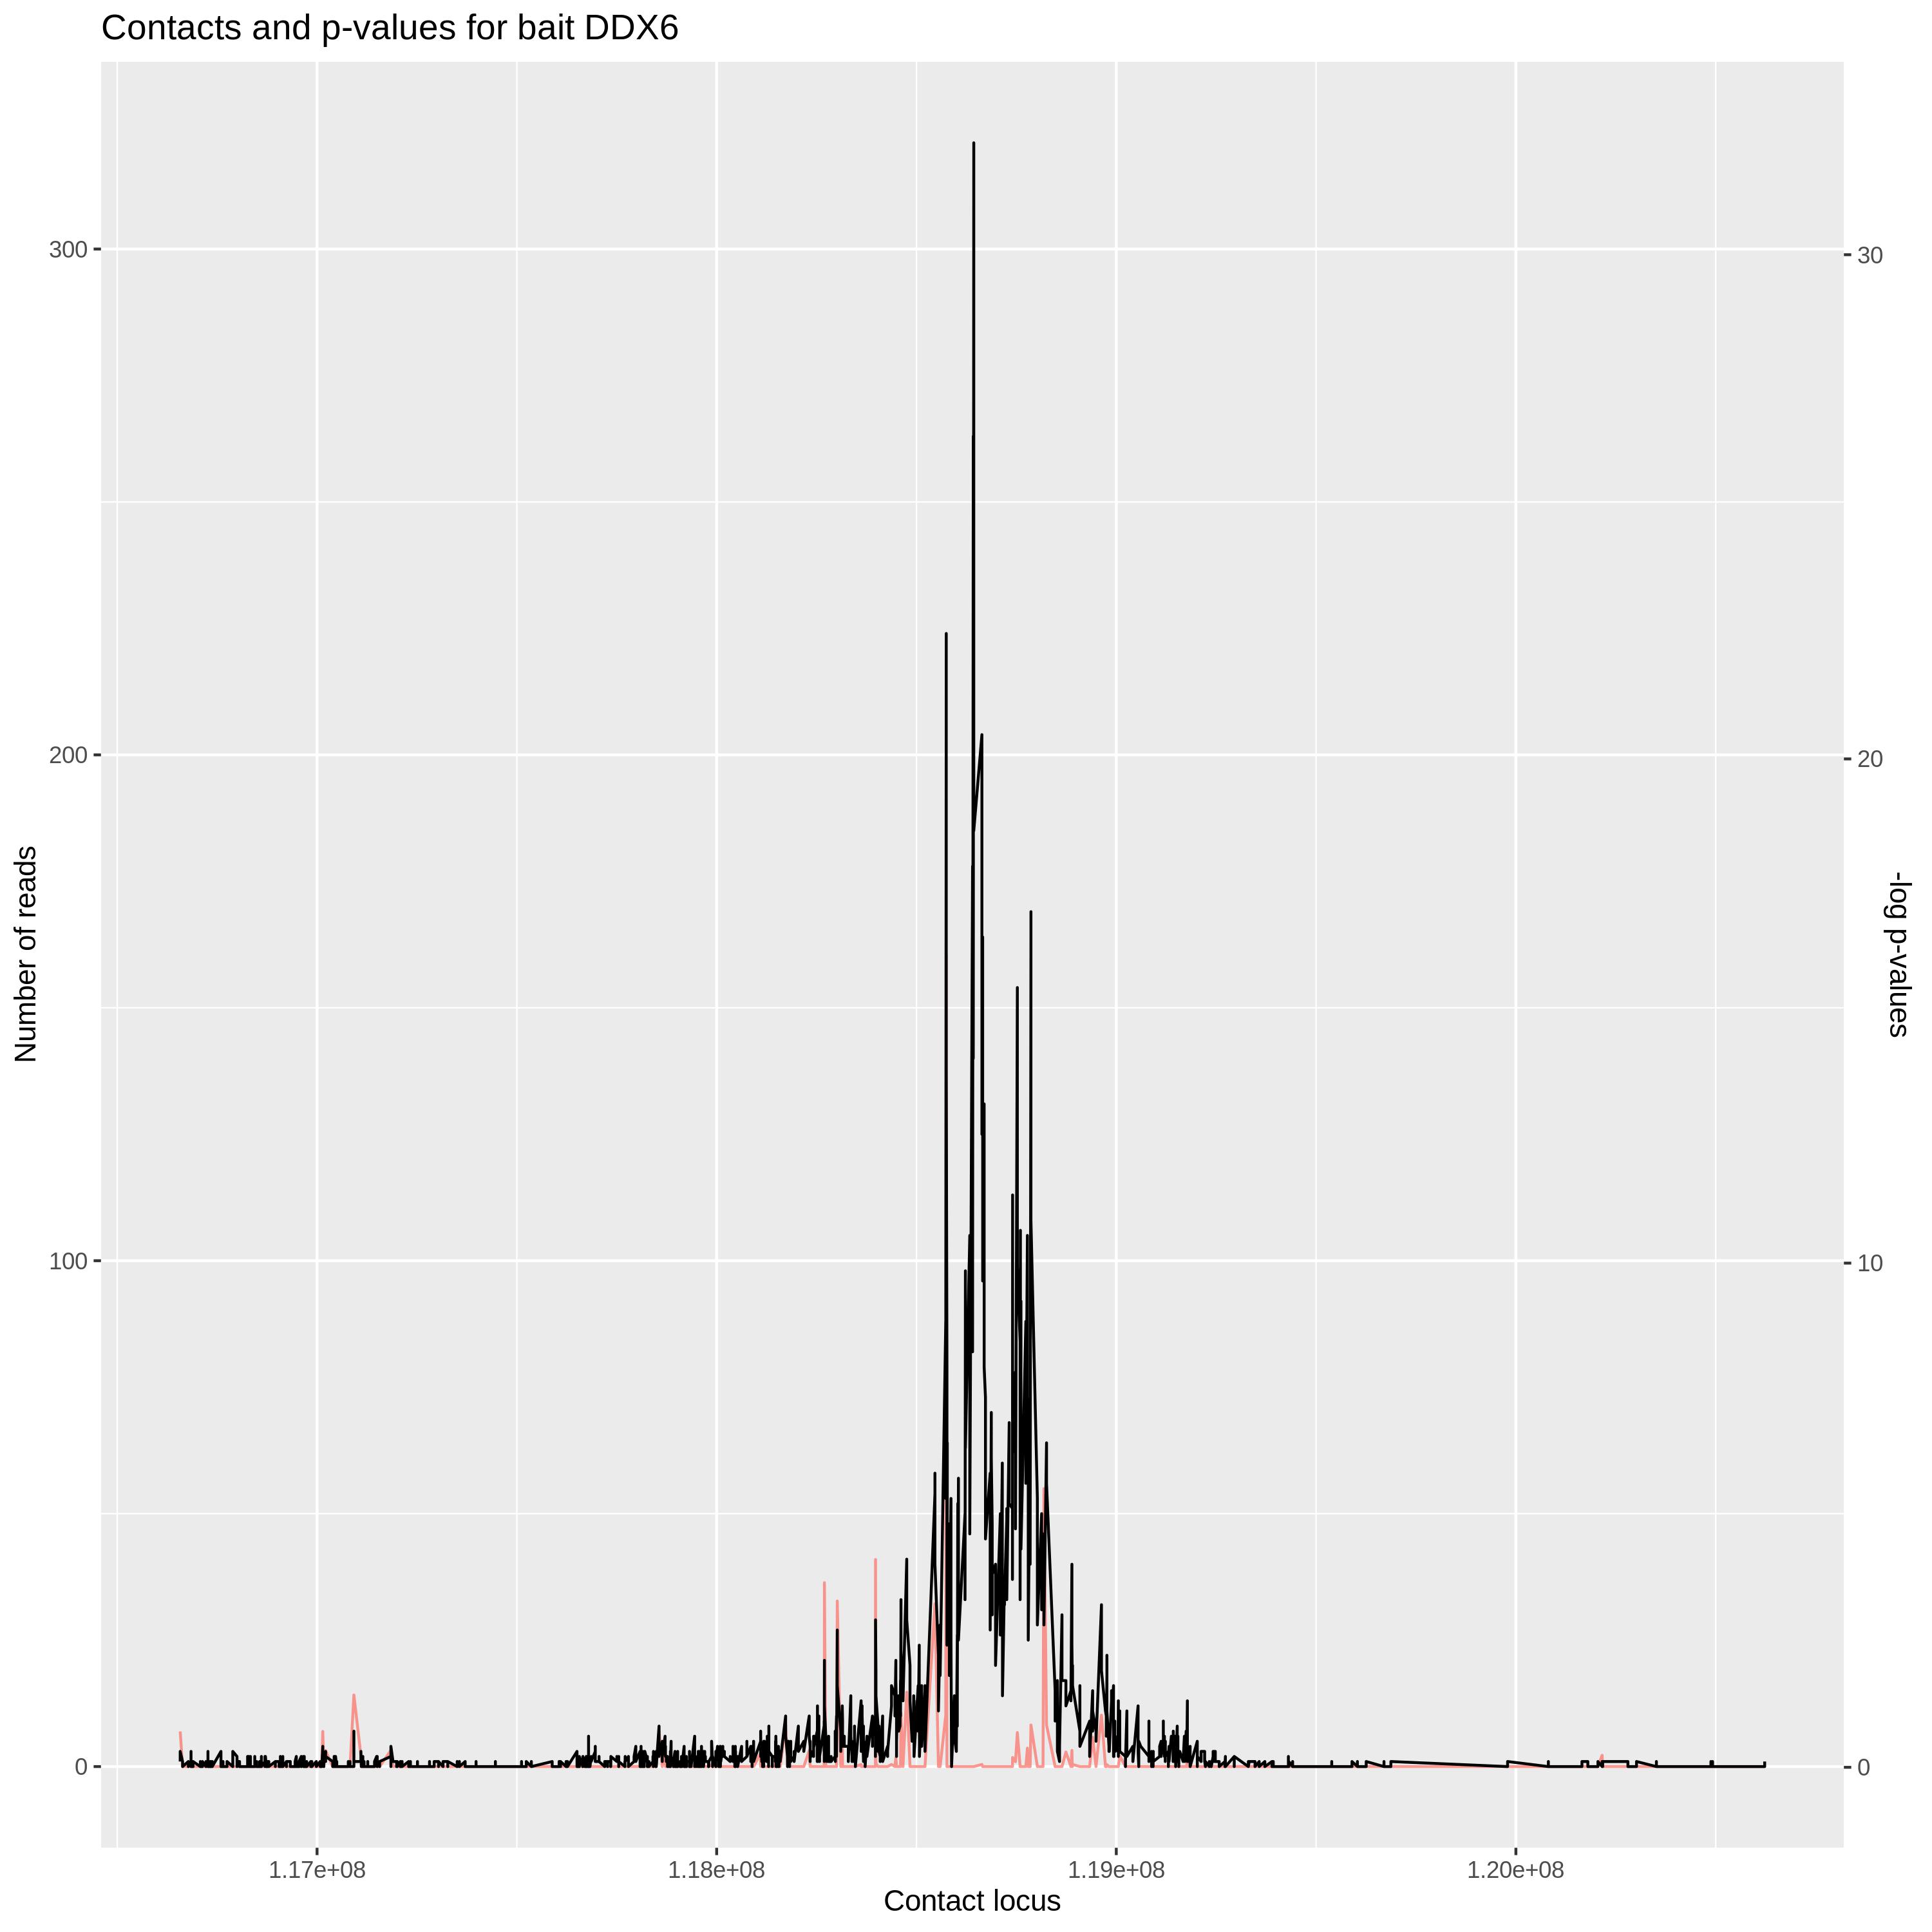 Contacts and p-values for bait DDX6
300
200
100
0
Number of reads
30
20
10
0
-log p-values
1.17e+08
1.18e+08
1.19e+08
1.20e+08
Contact locus